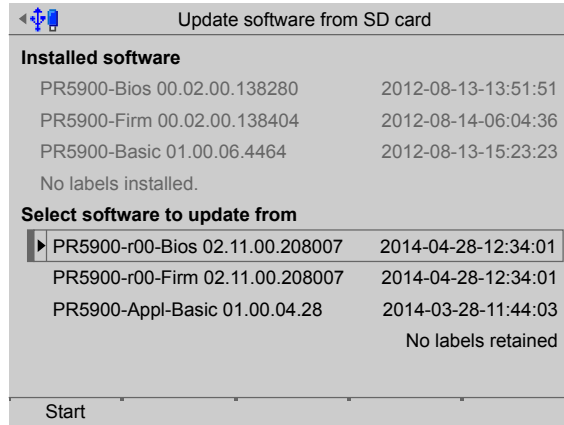 Update software from SD card
Installed software
PR5900-Bios 00.02.00.138280 2012-08-13-13:51:51
PR5900-Firm 00.02.00.138404 2012-08-14-06:04:36
PR5900-Basic 01.00.06.4464 2012-08-13-15:23:23
No labels installed.
Select software to update from
PR5900-r00-Bios 02.11.00.208007 2014-04-28-12:34:01
PR5900-r00-Firm 02.11.00.208007 2014-04-28-12:34:01
PR5900-Appl-Basic 01.00.04.28 2014-03-28-11:44:03
No labels retained
Start